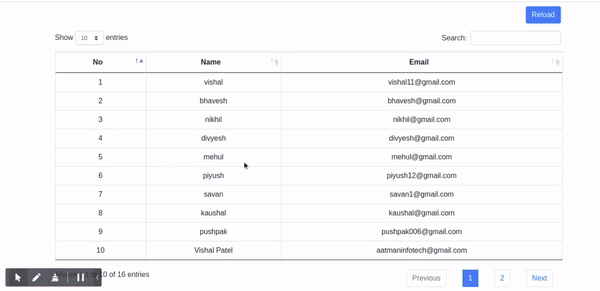 Reload
Show 10 entries Search:
No Name Email
1 vishal vishal11@gmail.com
2 bhavesh bhavesh@gmail.com
3 nikhil nikhil@gmail.com
4 divyesh divyesh@gmail.com
5 mehul mehul@gmail.com
6 piyush piyush12@gmail.com
7 savan savan1@gmail.com
8 kaushal kaushal@gmail.com
9 pushpak pushpak006@gmail.com
10 Vishal Patel aatmaninfotech@gmail.com
10 of 16 entries Previous 1 2 Next